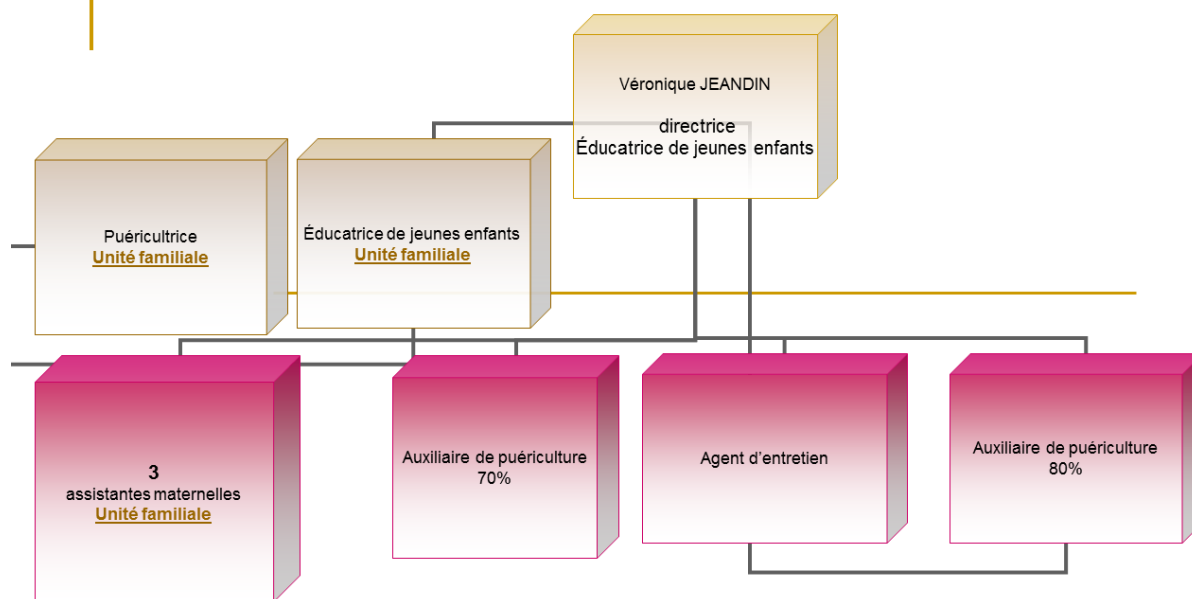 Véronique JEANDIN
directrice
Éducatrice de jeunes enfants
Puéricultrice
Unité familiale
Éducatrice de jeunes enfants
Unité familiale
3
assistantes maternelles
Unité familiale
Auxiliaire de puériculture
70%
Agent d’entretien
Auxiliaire de puériculture
80%